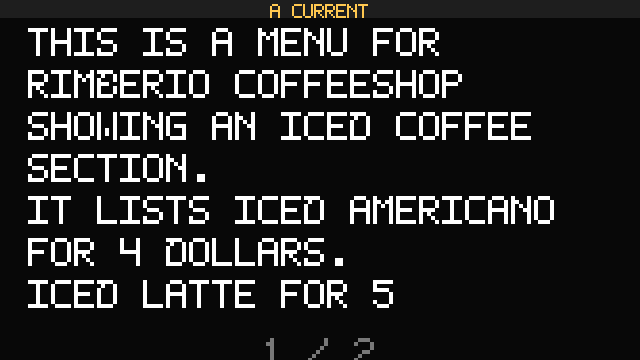 A CURRENT
THIS IS A MENU FOR
RIMBERIO COFFEESHOP
SHOWING AN ICED COFFEE
SECTION.
IT LISTS ICED AMERICANO
FOR 4 DOLLARS.
ICED LATTE FOR 5
1 / 2